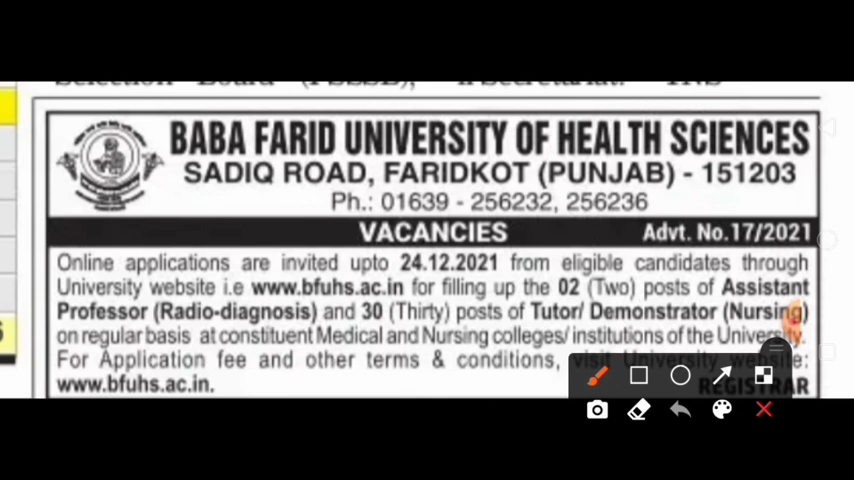 BABA FARID UNIVERSITY OF HEALTH SCIENCES
SADIQ ROAD, FARIDKOT (PUNJAB) - 151203
Ph.: 01639 - 256232, 256236
VACANCIES Advt. No.17/2021
Online applications are invited upto 24.12.2021 from eligible candidates through
University website i.e www.bfuhs.ac.in for filling up the 02 (Two) posts of Assistant
Professor (Radio-diagnosis) and 30 (Thirty) posts of Tutor/ Demonstrator (Nursing)
on regular basis at constituent Medical and Nursing colleges/ institutions of the University.
For Application fee and other terms & conditions, visit University website:
www.bfuhs.ac.in. REGISTRAR